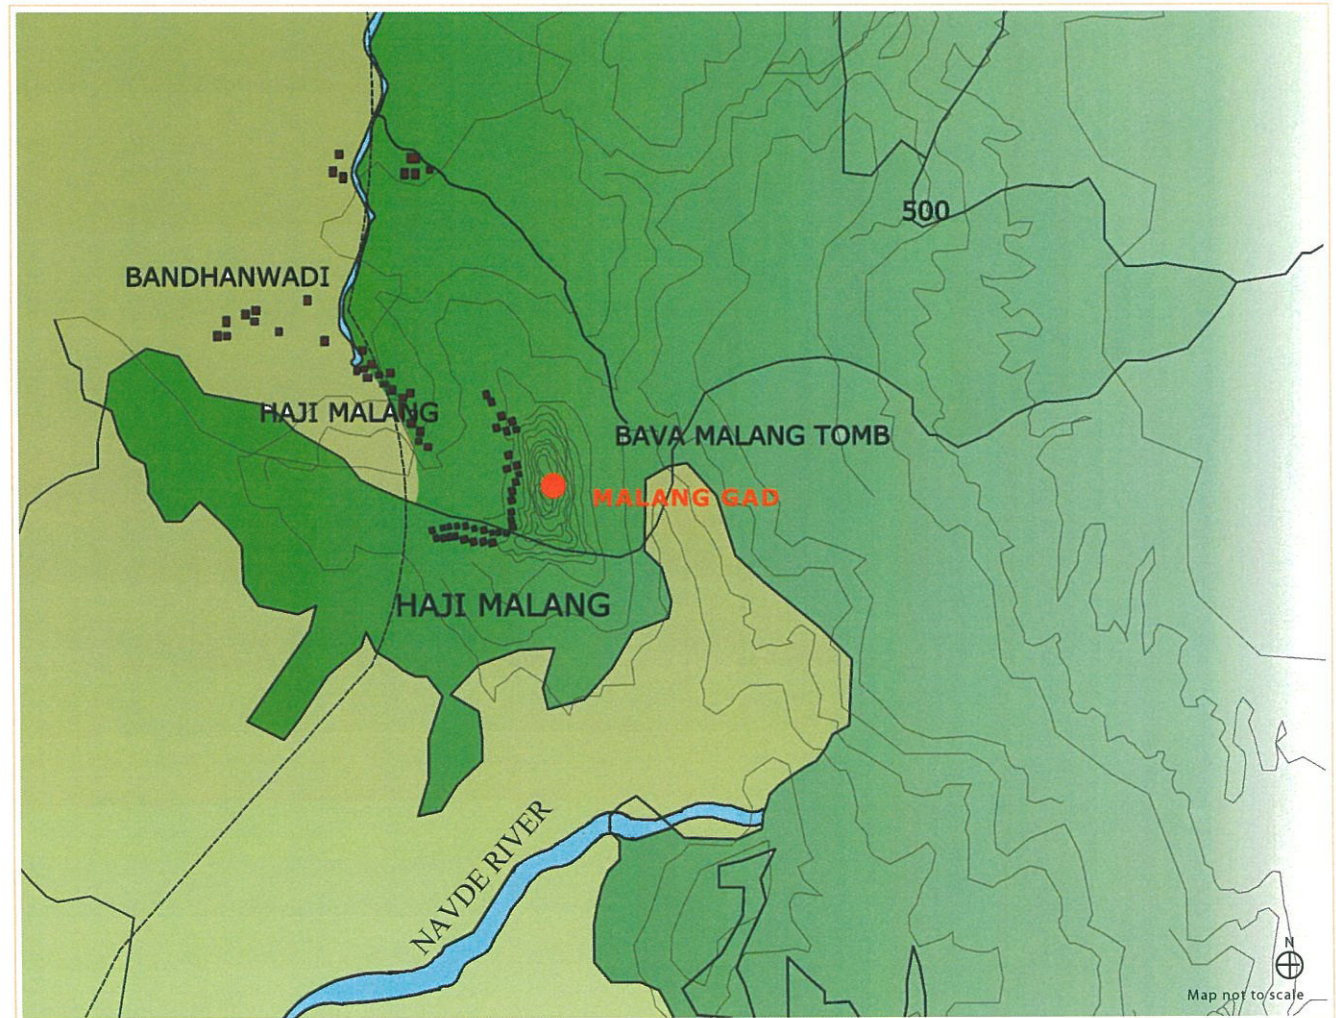 500
BANDHANWADI
HAJI MALANG
BAVA MALANG TOMB
MALANG GAD
HAJI MALANG
NAVDE RIVER
N
Map not to scale